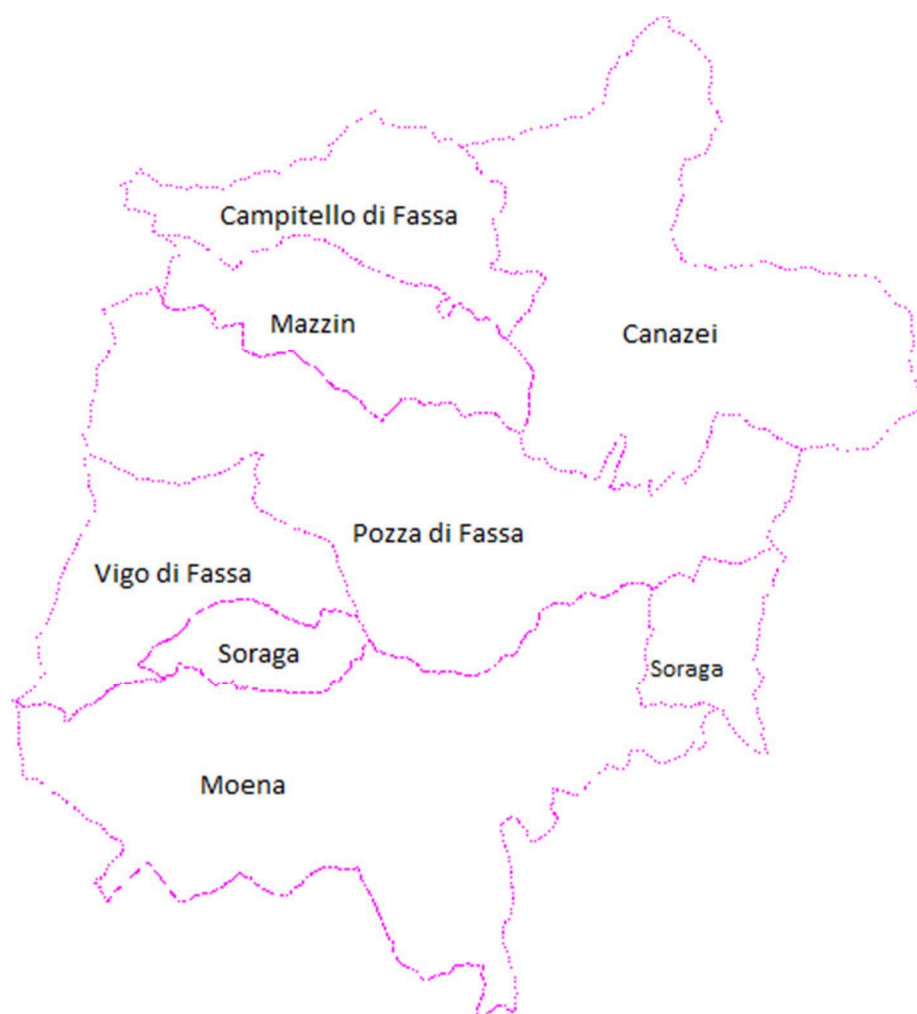 Campitello di Fassa
Mazzin
Canazei
Pozza di Fassa
Vigo di Fassa
Soraga
Soraga
Moena